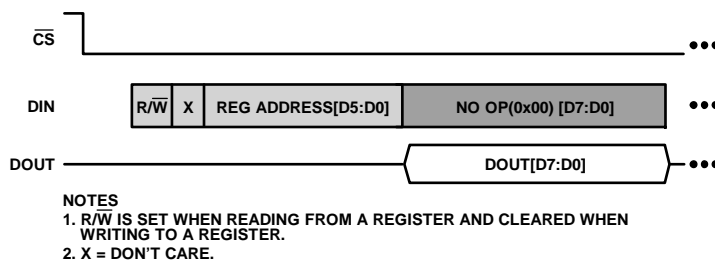 CS
DIN R/W X REG ADDRESS[D5:D0] NO OP(0x00) [D7:D0]
DOUT DOUT[D7:D0]
NOTES
1. R/W IS SET WHEN READING FROM A REGISTER AND CLEARED WHEN
WRITING TO A REGISTER.
2. X = DON'T CARE.